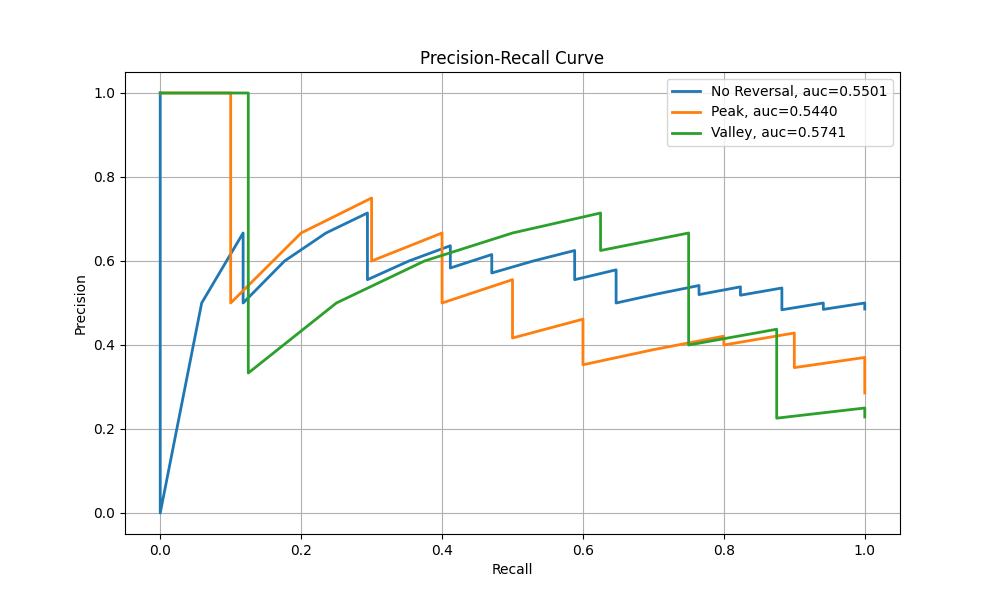 Precision-Recall Curve
No Reversal, auc=0.5501
Peak, auc=0.5440
Valley, auc=0.5741
Precision
1.0
0.8
0.6
0.4
0.2
0.0
0.0 0.2 0.4 0.6 0.8 1.0
Recall